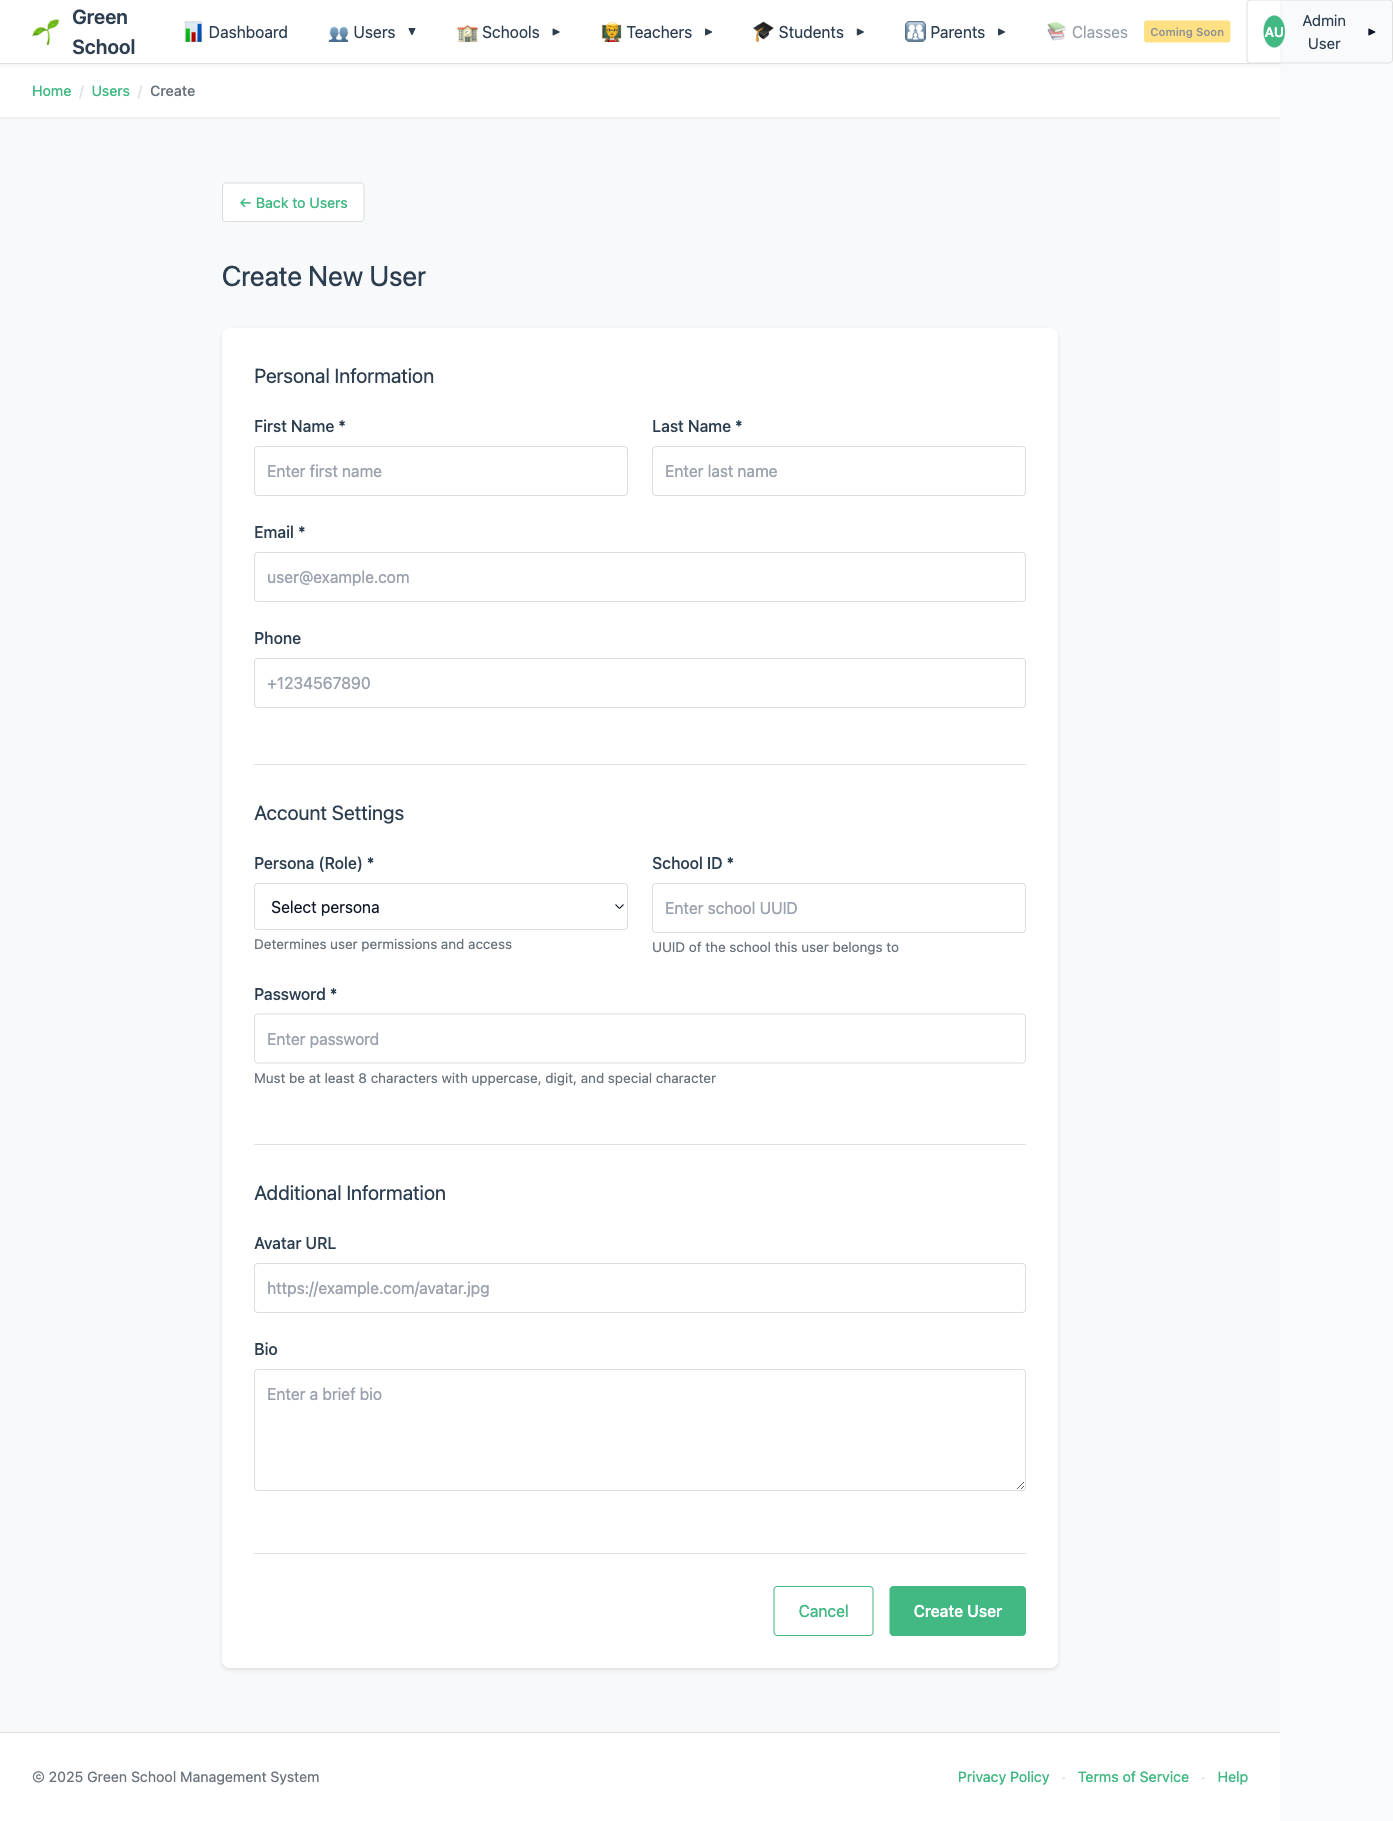 Green
School
Dashboard
Users ▼
Schools ►
Teachers ►
Students ►
Parents ►
Classes
Coming Soon
AU
Admin
User ►
Home / Users / Create
← Back to Users
Create New User
Personal Information
First Name *
Last Name *
Enter first name
Enter last name
Email *
user@example.com
Phone
+1234567890
Account Settings
Persona (Role) *
School ID *
Select persona
Enter school UUID
Determines user permissions and access
UUID of the school this user belongs to
Password *
Enter password
Must be at least 8 characters with uppercase, digit, and special character
Additional Information
Avatar URL
https://example.com/avatar.jpg
Bio
Enter a brief bio
Cancel
Create User
© 2025 Green School Management System
Privacy Policy · Terms of Service · Help